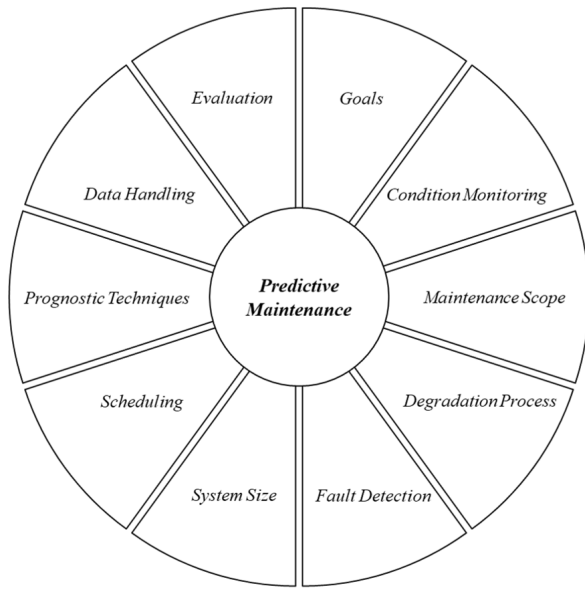 Evaluation
Goals
Data Handling
Condition Monitoring
Prognostic Techniques
Predictive
Maintenance
Maintenance Scope
Scheduling
Degradation Process
System Size
Fault Detection